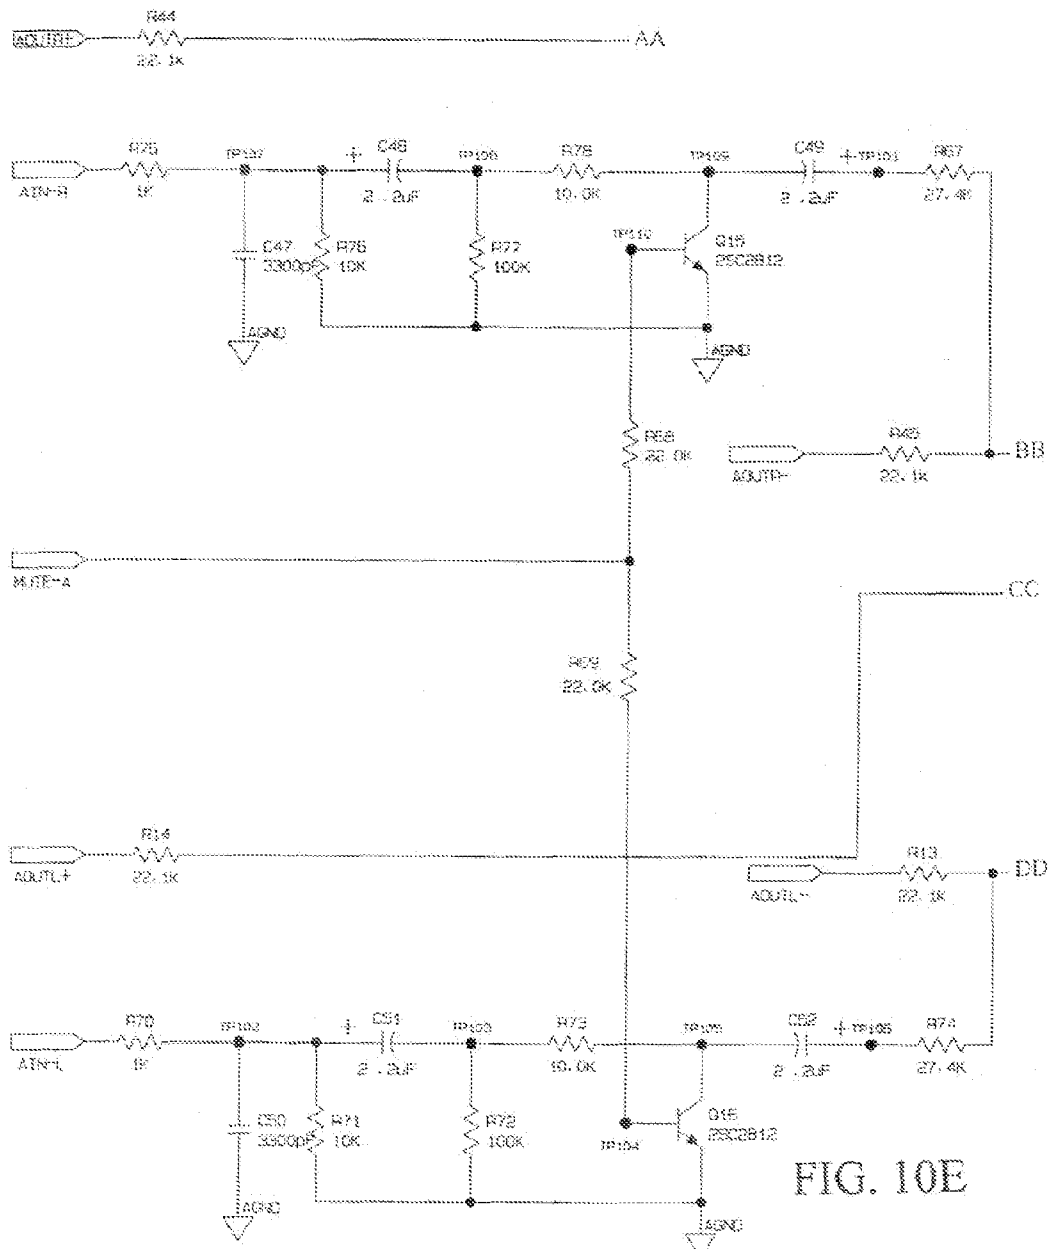 R44
AOUTR+
22.1K
AA
R75
TP107
+
C48
TP108
R78
TP109
C49
+
TP101
R67
AIN-R
1K
2.2uF
10.0K
2.2uF
27.4K
TP110
C47
3300pF
R76
10K
R77
100K
Q15
2SC2812
AGND
AGND
R68
22.0K
R45
BB
AOUTR-
22.1K
MUTE-A
CC
R69
22.0K
R14
AOUTL+
22.1K
R13
DD
AOUTL-
22.1K
R70
TP102
+
C51
TP103
R73
TP105
C52
+
TP106
R74
AIN-L
1K
2.2uF
10.0K
2.2uF
27.4K
C50
3300pF
R71
10K
R72
100K
TP104
Q16
2SC2812
AGND
AGND
FIG. 10E